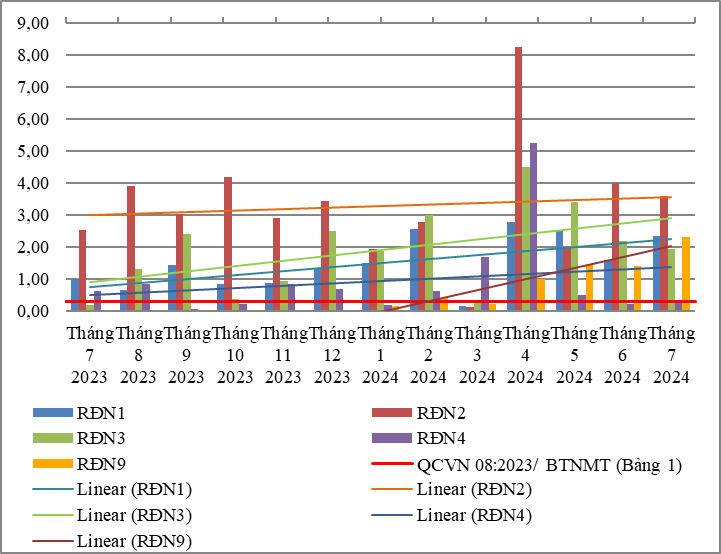 9,00
8,00
7,00
6,00
5,00
4,00
3,00
2,00
1,00
0,00
Tháng Tháng Tháng Tháng Tháng Tháng Tháng Tháng Tháng Tháng Tháng Tháng Tháng
7 8 9 10 11 12 1 2 3 4 5 6 7
2023 2023 2023 2023 2023 2023 2024 2024 2024 2024 2024 2024 2024
RĐN1 RĐN2
RĐN3 RĐN4
RĐN9 QCVN 08:2023/ BTNMT (Bảng 1)
Linear (RĐN1) Linear (RĐN2)
Linear (RĐN3) Linear (RĐN4)
Linear (RĐN9)